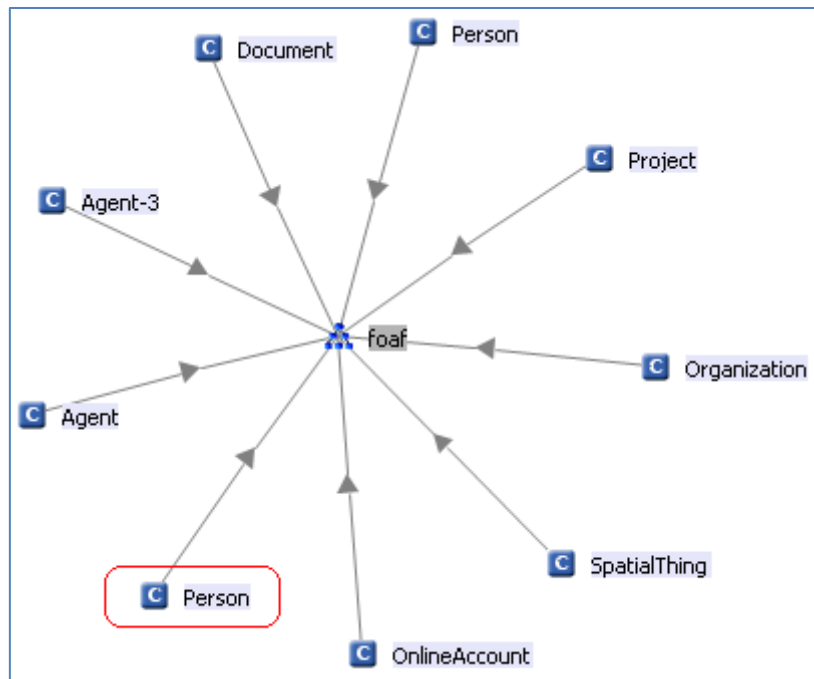 C Person
C Document
C Project
C Agent-3
foaf
C Organization
C Agent
C SpatialThing
C Person
C OnlineAccount